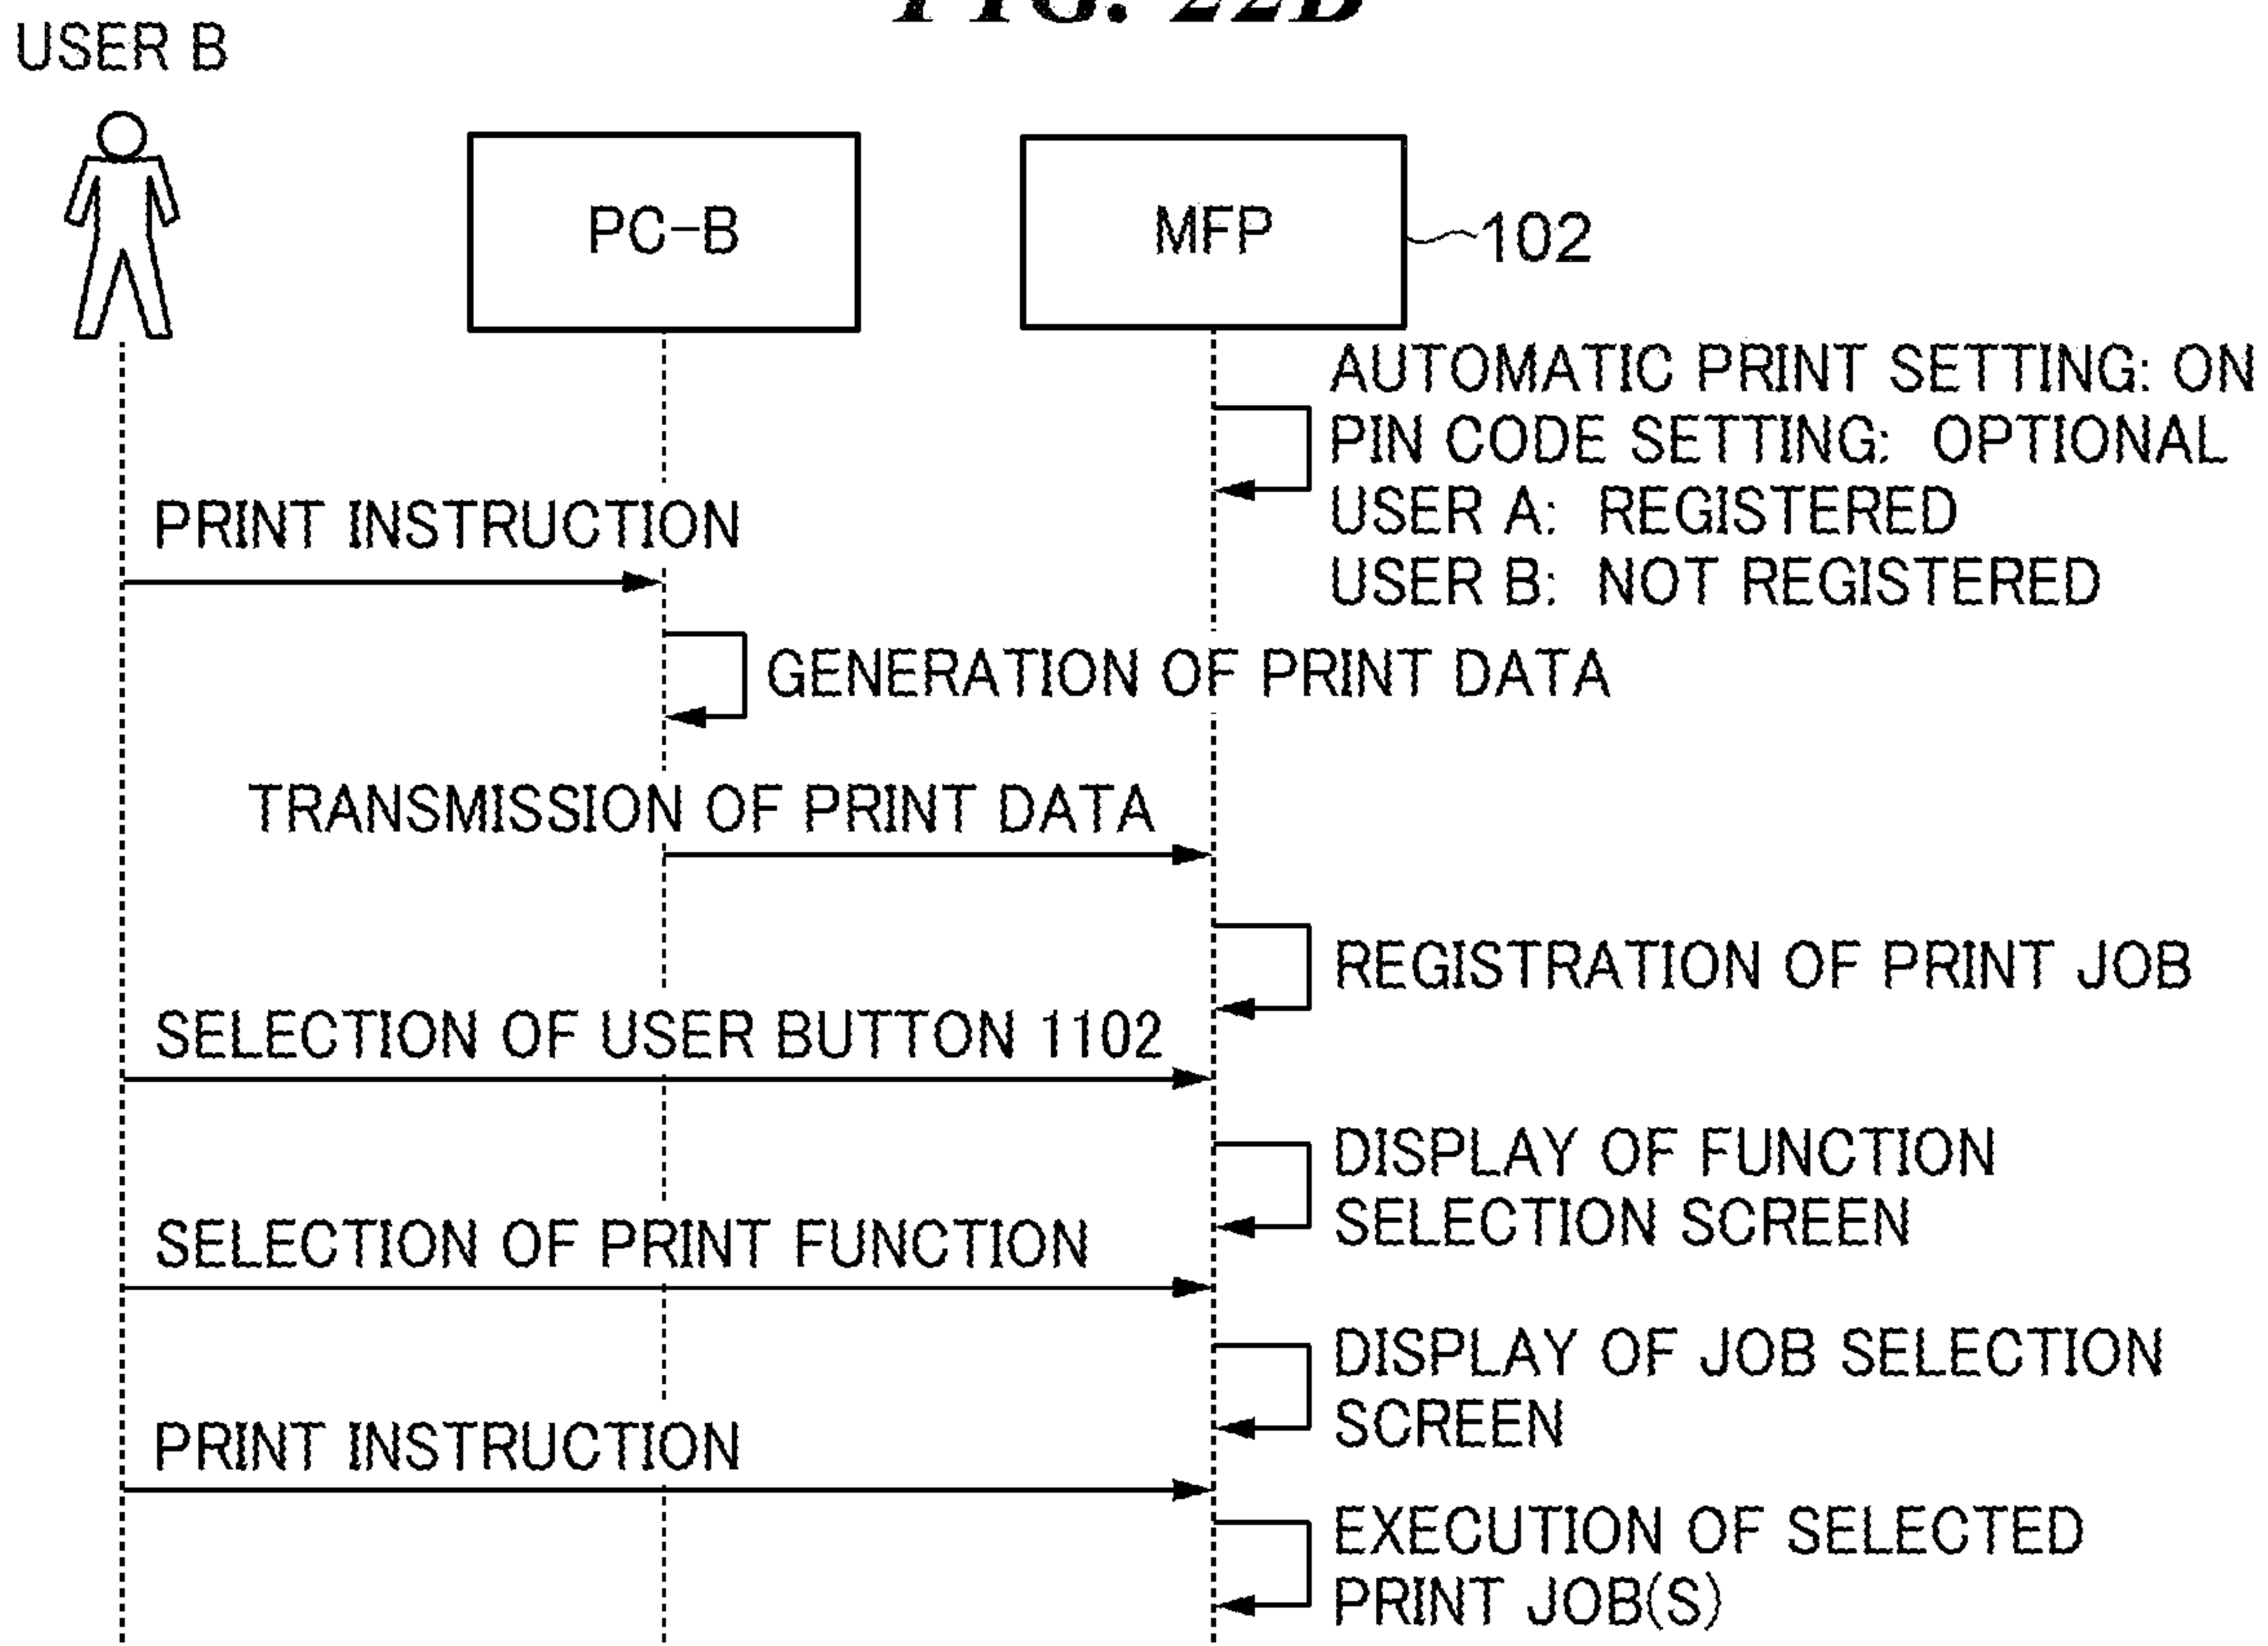 FIG. 22B
USER B
PC-B
MFP
102
AUTOMATIC PRINT SETTING: ON
PIN CODE SETTING: OPTIONAL
USER A: REGISTERED
USER B: NOT REGISTERED
PRINT INSTRUCTION
GENERATION OF PRINT DATA
TRANSMISSION OF PRINT DATA
REGISTRATION OF PRINT JOB
SELECTION OF USER BUTTON 1102
DISPLAY OF FUNCTION
SELECTION SCREEN
SELECTION OF PRINT FUNCTION
DISPLAY OF JOB SELECTION
SCREEN
PRINT INSTRUCTION
EXECUTION OF SELECTED
PRINT JOB(S)